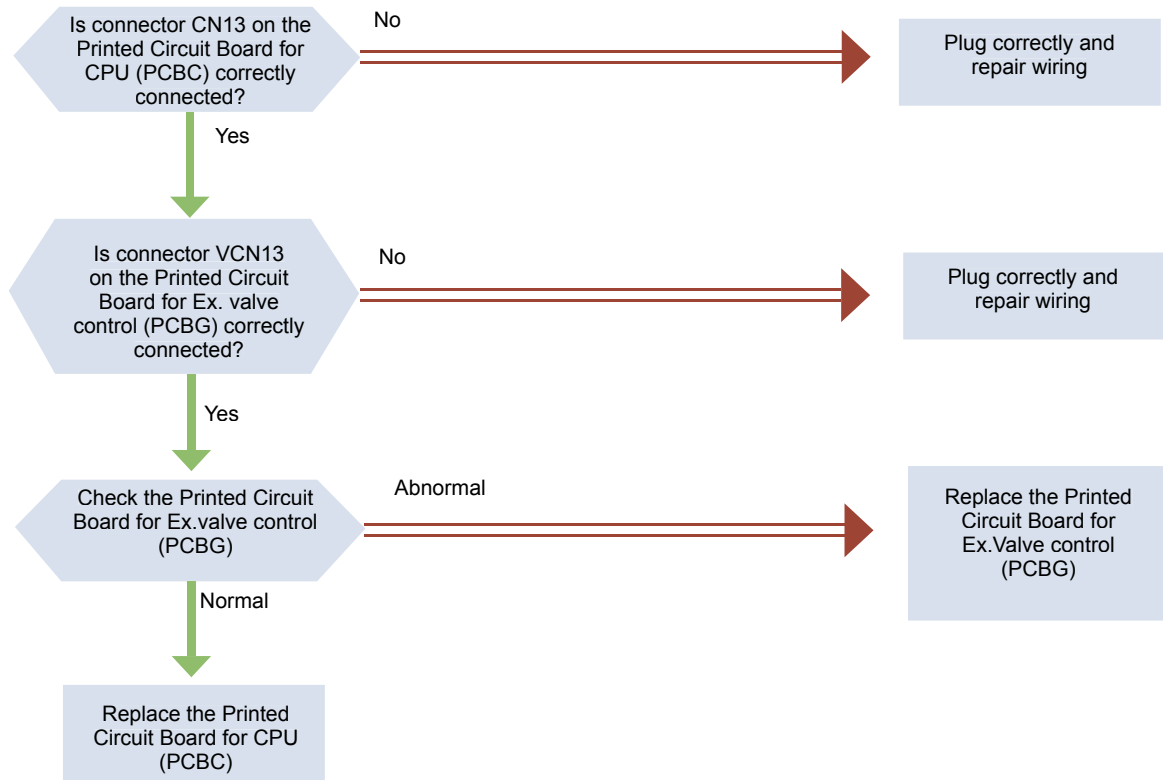 Is connector CN13 on the
Printed Circuit Board for
CPU (PCBC) correctly
connected?
No
Plug correctly and
repair wiring
Yes
Is connector VCN13
on the Printed Circuit
Board for Ex. valve
control (PCBG) correctly
connected?
No
Plug correctly and
repair wiring
Yes
Check the Printed Circuit
Board for Ex.valve control
(PCBG)
Abnormal
Replace the Printed
Circuit Board for
Ex.Valve control
(PCBG)
Normal
Replace the Printed
Circuit Board for CPU
(PCBC)